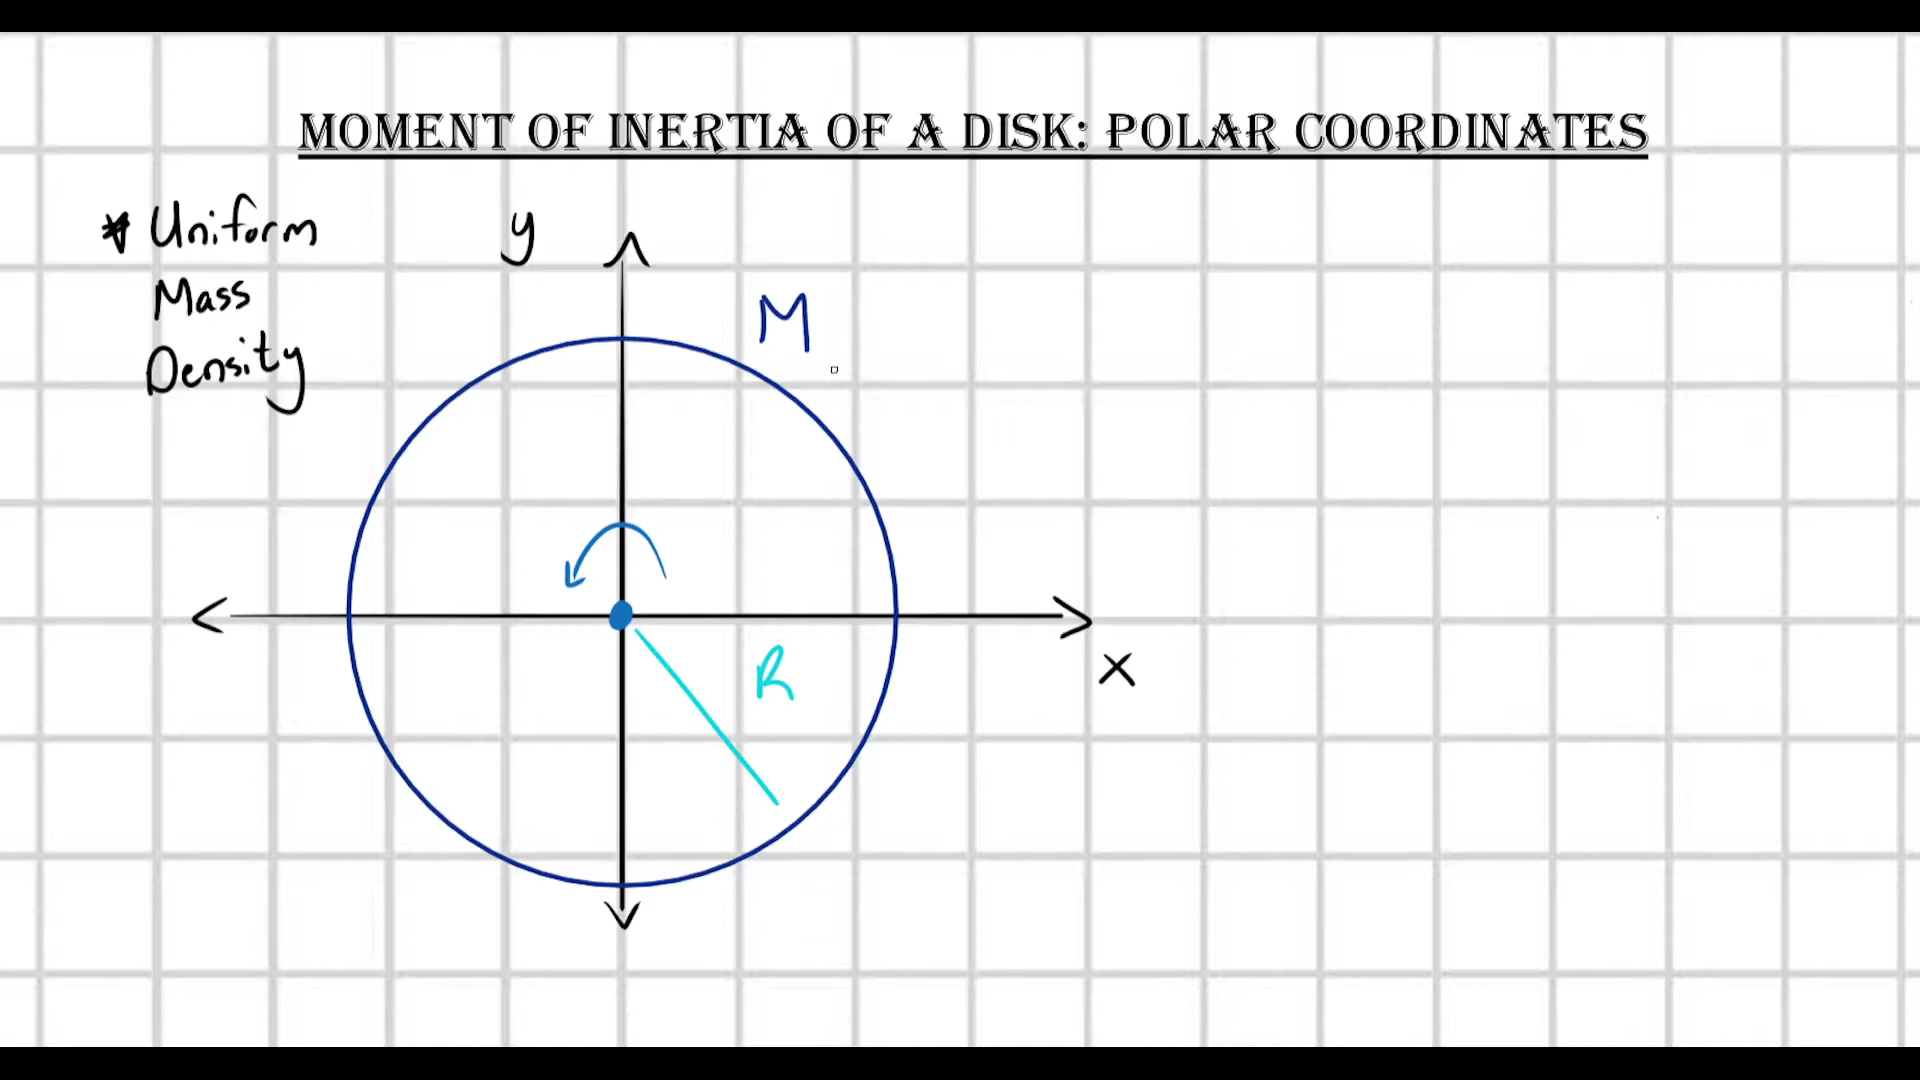 MOMENT OF INERTIA OF A DISK: POLAR COORDINATES
* Uniform
Mass
Density
y
M
R
x